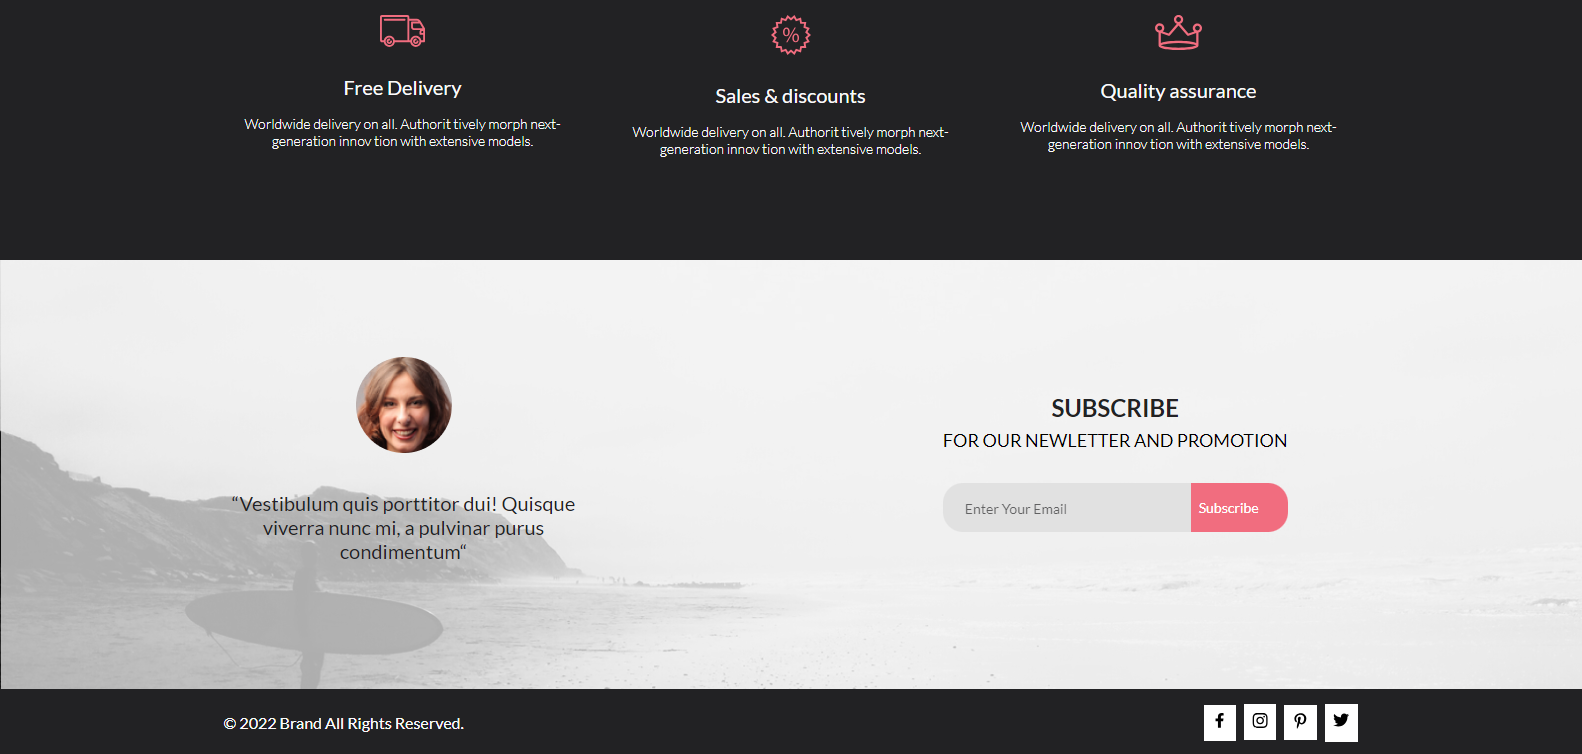 %
Free Delivery
Worldwide delivery on all. Authorit tively morph next-
generation innov tion with extensive models.
Sales & discounts
Worldwide delivery on all. Authorit tively morph next-
generation innov tion with extensive models.
Quality assurance
Worldwide delivery on all. Authorit tively morph next-
generation innov tion with extensive models.
“Vestibulum quis porttitor dui! Quisque
viverra nunc mi, a pulvinar purus
condimentum“
SUBSCRIBE
FOR OUR NEWLETTER AND PROMOTION
Enter Your Email
Subscribe
© 2022 Brand All Rights Reserved.